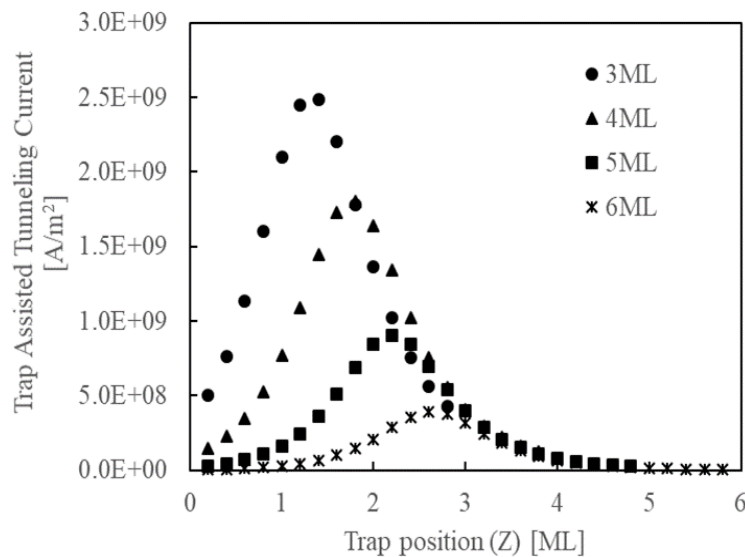 3.0E+09
2.5E+09
2.0E+09
1.5E+09
1.0E+09
5.0E+08
0.0E+00
Trap Assisted Tunneling Current
[A/m²]
3ML
4ML
5ML
6ML
0 1 2 3 4 5 6
Trap position (Z) [ML]